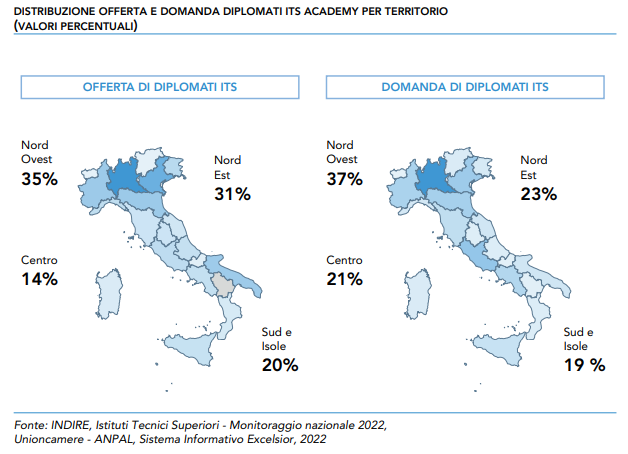 DISTRIBUZIONE OFFERTA E DOMANDA DIPLOMATI ITS ACADEMY PER TERRITORIO
(VALORI PERCENTUALI)
OFFERTA DI DIPLOMATI ITS
Nord
Ovest
35%
Nord
Est
31%
Centro
14%
Sud e
Isole
20%
DOMANDA DI DIPLOMATI ITS
Nord
Ovest
37%
Nord
Est
23%
Centro
21%
Sud e
Isole
19 %
Fonte: INDIRE, Istituti Tecnici Superiori - Monitoraggio nazionale 2022,
Unioncamere - ANPAL, Sistema Informativo Excelsior, 2022